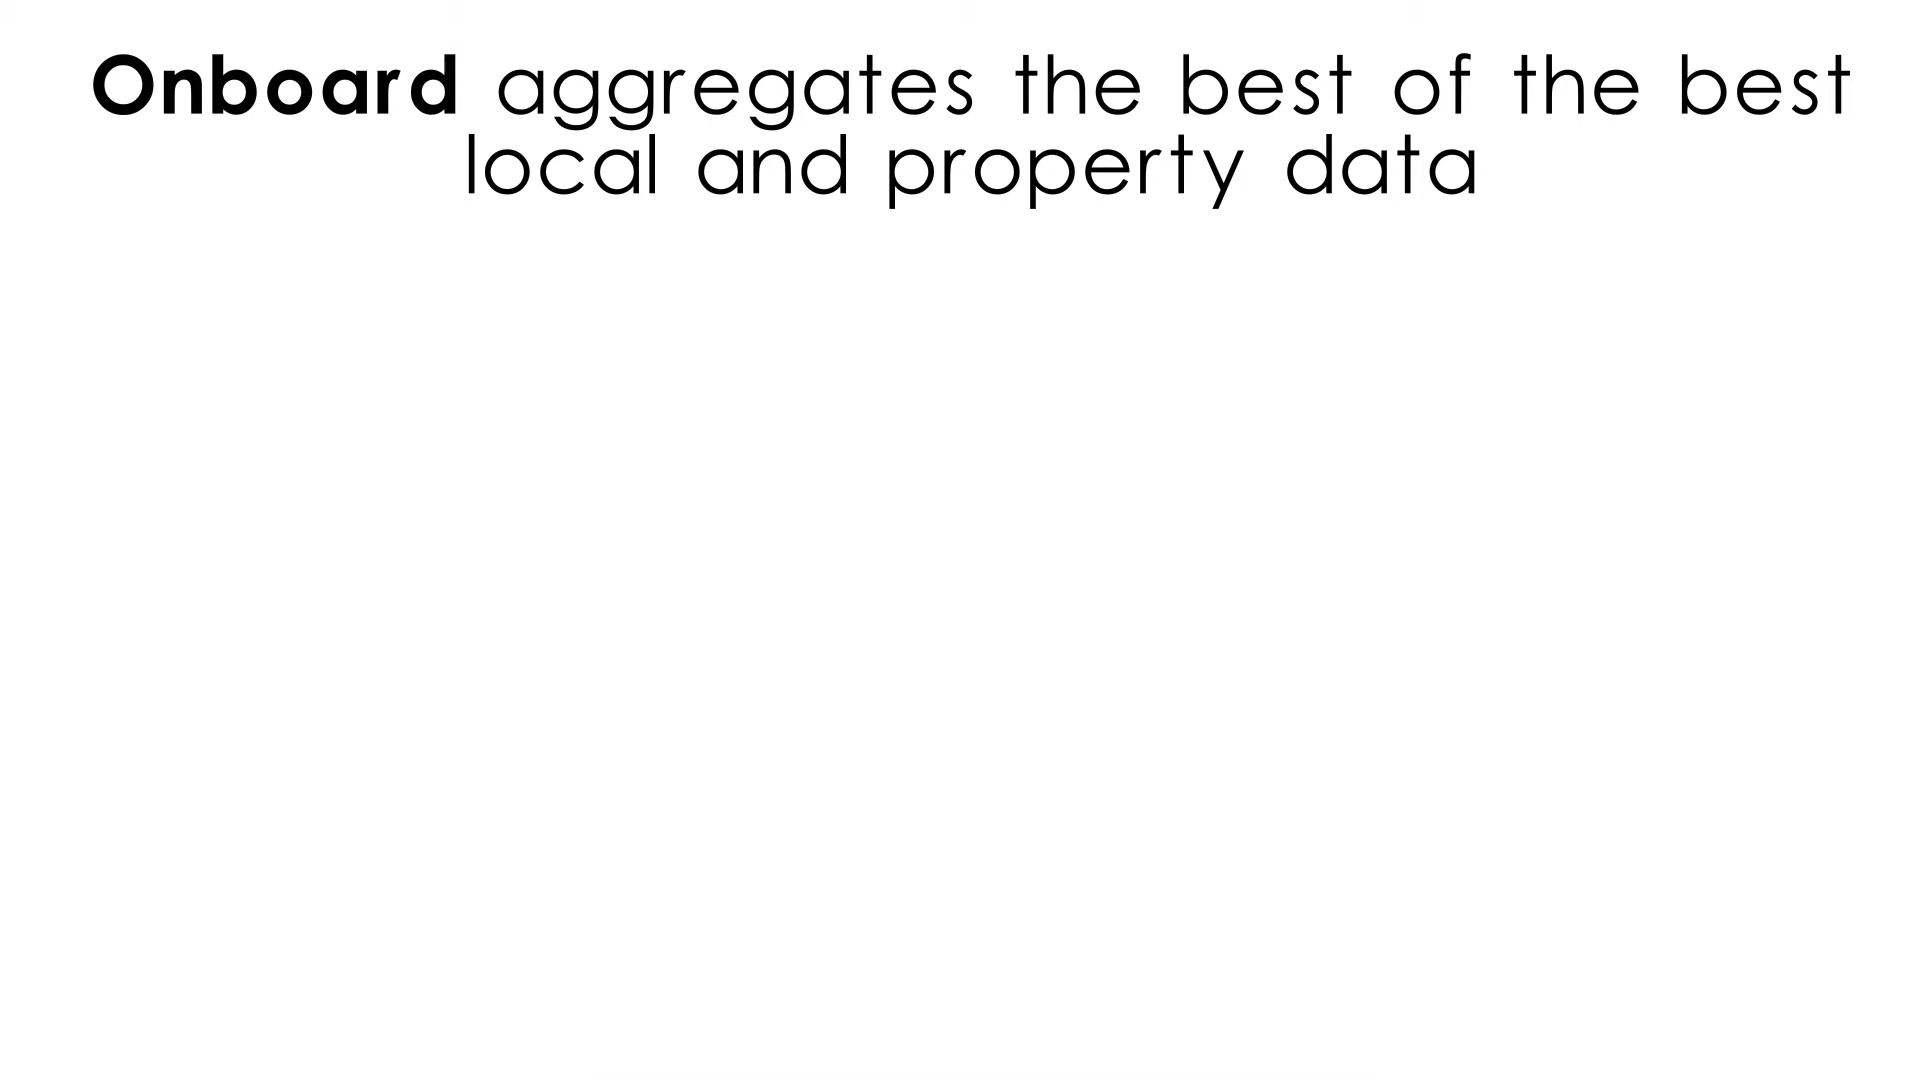 Onboard aggregates the best of the best
local and property data